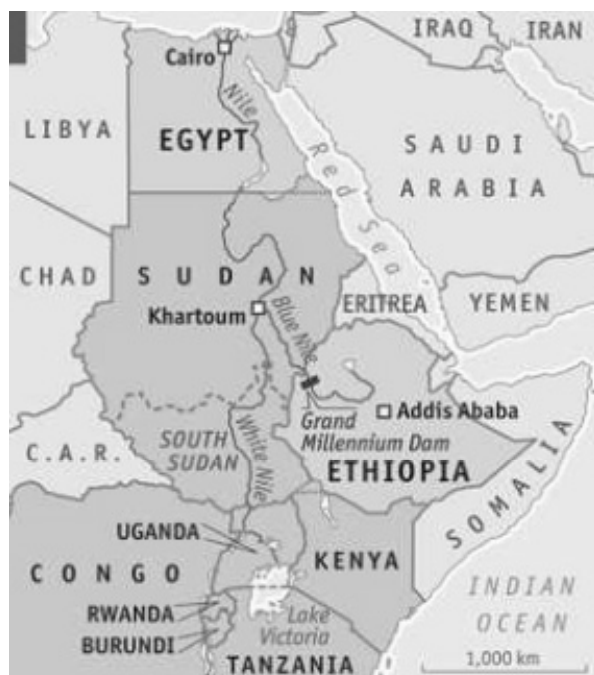 IRAQ
IRAN
Cairo
LIBYA
Nile
EGYPT
SAUDI
ARABIA
Red Sea
CHAD
SUDAN
Khartoum
Blue Nile
ERITREA
YEMEN
Addis Ababa
Grand
Millennium Dam
C.A.R.
SOUTH
SUDAN
White Nile
ETHIOPIA
SOMALIA
UGANDA
KENYA
CONGO
RWANDA
BURUNDI
Lake
Victoria
TANZANIA
INDIAN
OCEAN
1,000 km